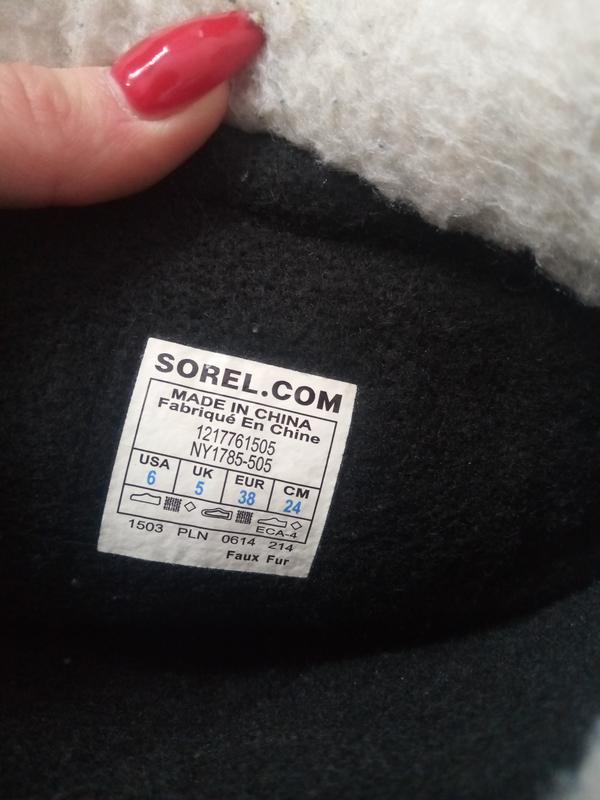 SOREL.COM
MADE IN CHINA
Fabriqué En Chine
1217761505
NY1785-505
USA UK EUR CM
6 5 38 24
ECA-4
1503 PLN 0614 214
Faux Fur